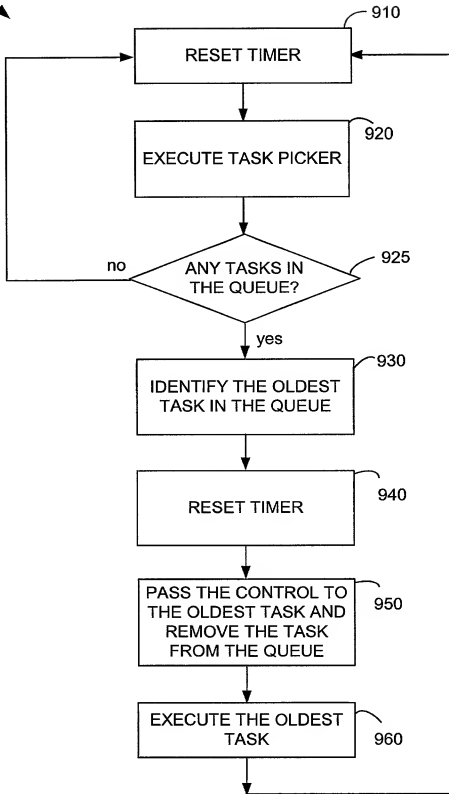 910
RESET TIMER
920
EXECUTE TASK PICKER
925
ANY TASKS IN
THE QUEUE?
no
yes
930
IDENTIFY THE OLDEST
TASK IN THE QUEUE
940
RESET TIMER
950
PASS THE CONTROL TO
THE OLDEST TASK AND
REMOVE THE TASK
FROM THE QUEUE
EXECUTE THE OLDEST
TASK
960